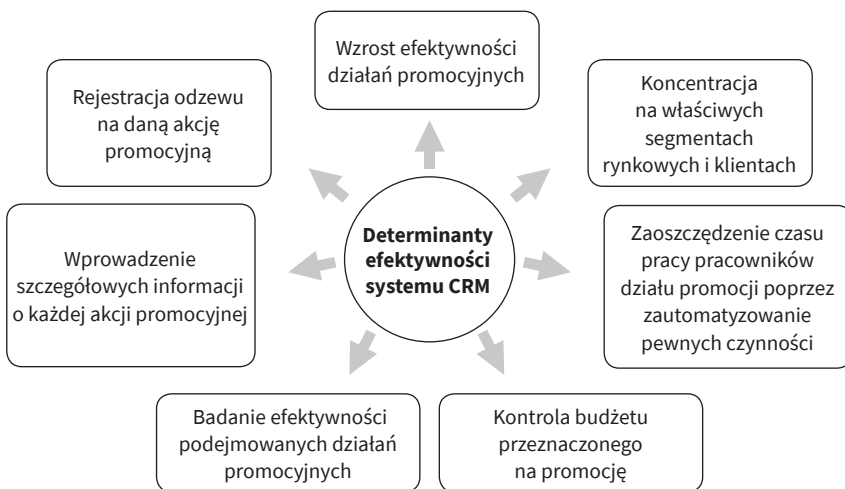 Wzrost efektywności
działań promocyjnych
Rejestracja odzewu
na daną akcję
promocyjną
Koncentracja
na właściwych
segmentach
rynkowych i klientach
Determinanty
efektywności
systemu CRM
Wprowadzenie
szczegółowych informacji
o każdej akcji promocyjnej
Zaoszczędzenie czasu
pracy pracowników
działu promocji poprzez
zautomatyzowanie
pewnych czynności
Badanie efektywności
podejmowanych działań
promocyjnych
Kontrola budżetu
przeznaczonego
na promocję